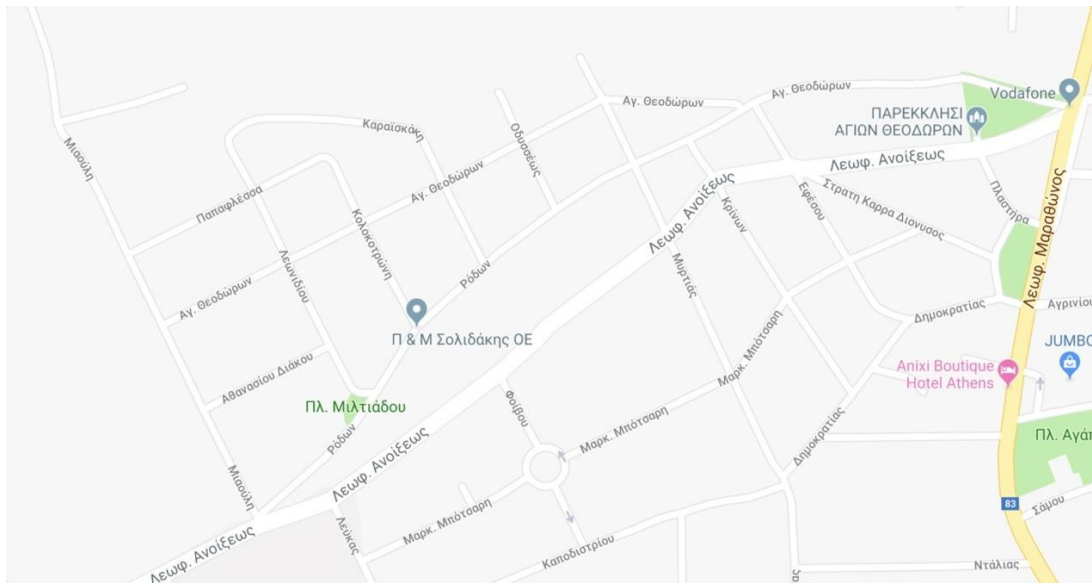 Vodafone
Αγ. Θεοδώρων
Αγ. Θεοδώρων
ΠΑΡΕΚΚΛΗΣΙ
ΑΓΙΩΝ ΘΕΟΔΩΡΩΝ
Καραϊσκάκη
Οδυσσέως
Μιαούλη
Λεωφ. Ανοίξεως
Αγ. Θεοδώρων
Παπαφλέσσα
Κολοκοτρώνη
Λεωφ. Ανοίξεως
Κρίνων
Εφέσου
Στρατη Καρρα Διονυσος
Πλαστήρα
Λεωφ. Μαραθώνος
Λεωνιδίου
Ρόδων
Μυρτιάς
Αγ. Θεοδώρων
Δημοκρατίας
Αγρινίου
Π & Μ Σολιδάκης ΟΕ
JUMBO
Αθανασίου Διάκου
Μαρκ. Μπότσαρη
Anixi Boutique
Hotel Athens
Πλ. Μιλτιάδου
Φοίβου
Ρόδων
Μαρκ. Μπότσαρη
Δημοκρατίας
Πλ. Αγάπ
Λεωφ. Ανοίξεως
Μιαούλη
83
Σάμου
Λεύκας
Μαρκ. Μπότσαρη
Λεωφ. Ανοίξεως
Καποδιστρίου
Ντάλιας